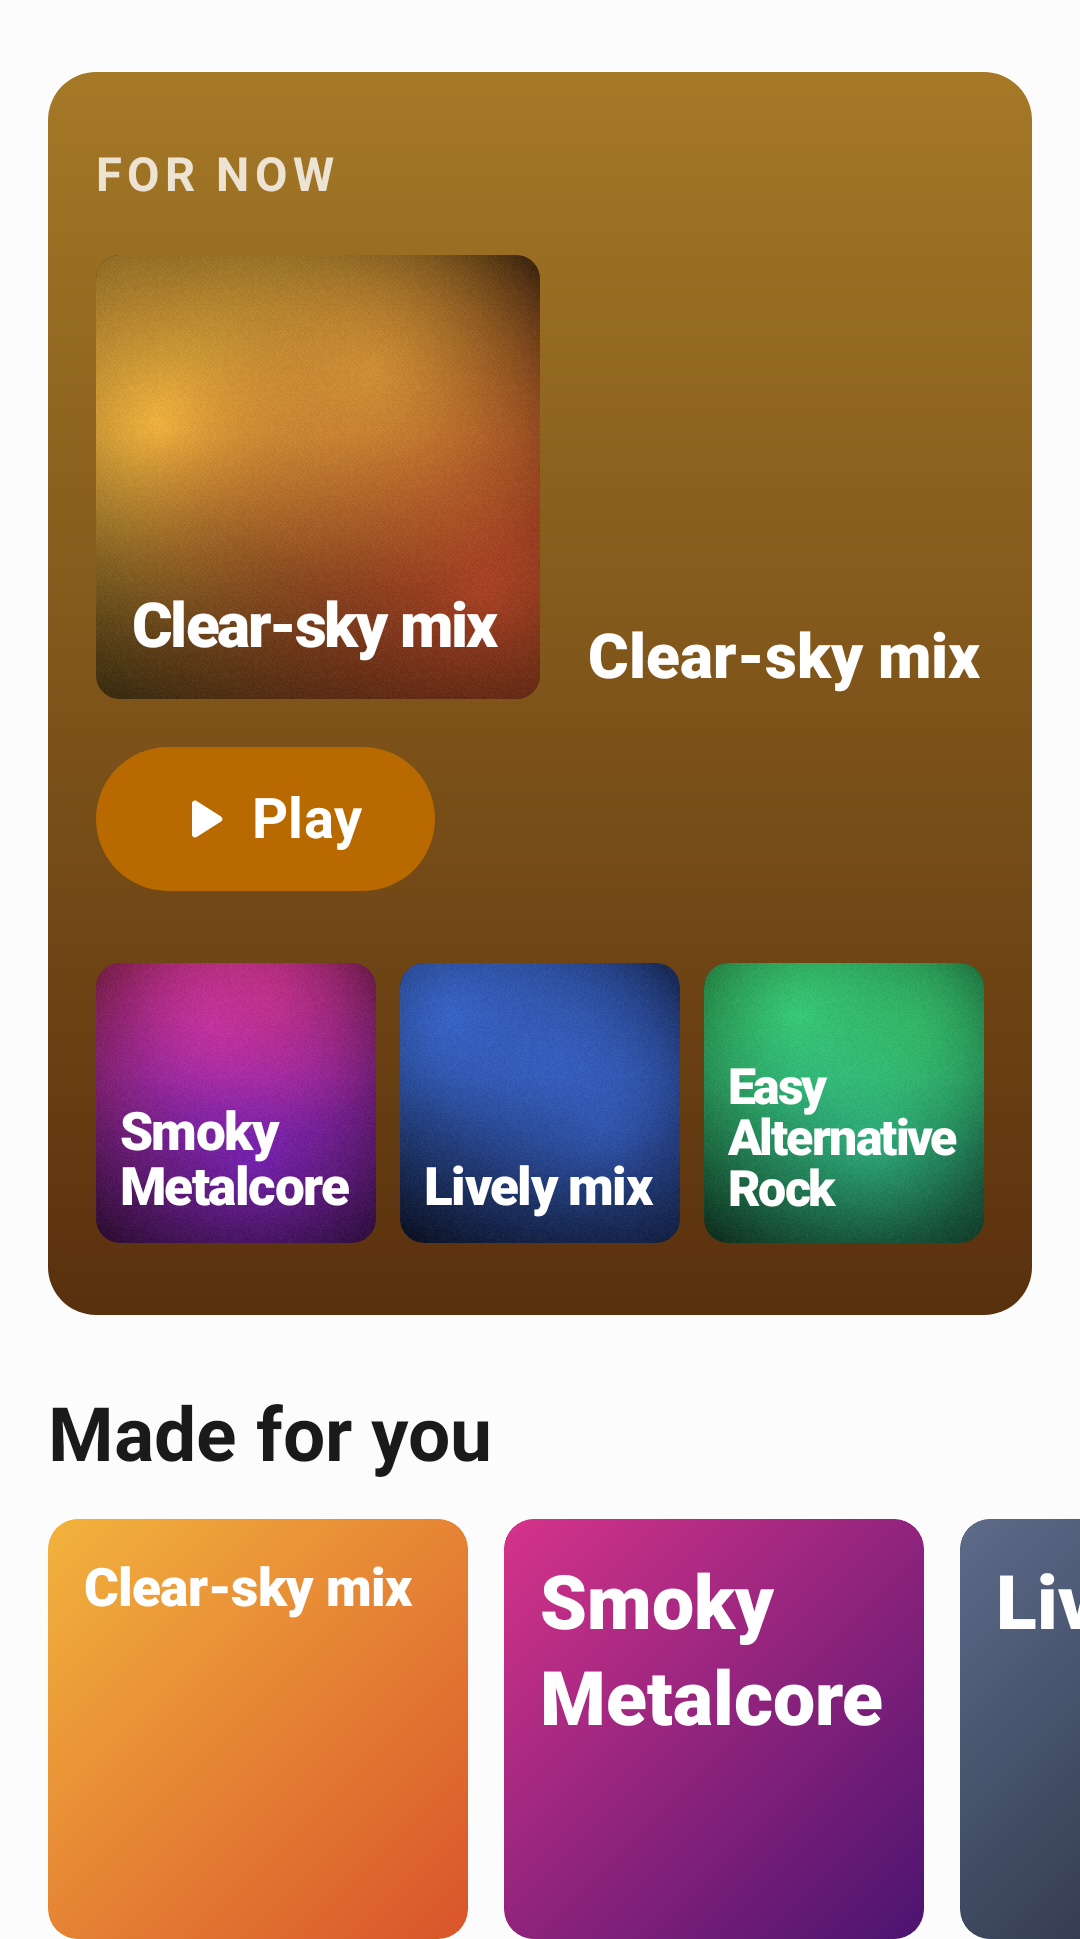 FOR NOW
Clear-sky mix
Clear-sky mix
Play
Smoky
Metalcore
Lively mix
Easy
Alternative
Rock
Made for you
Clear-sky mix
Smoky
Metalcore